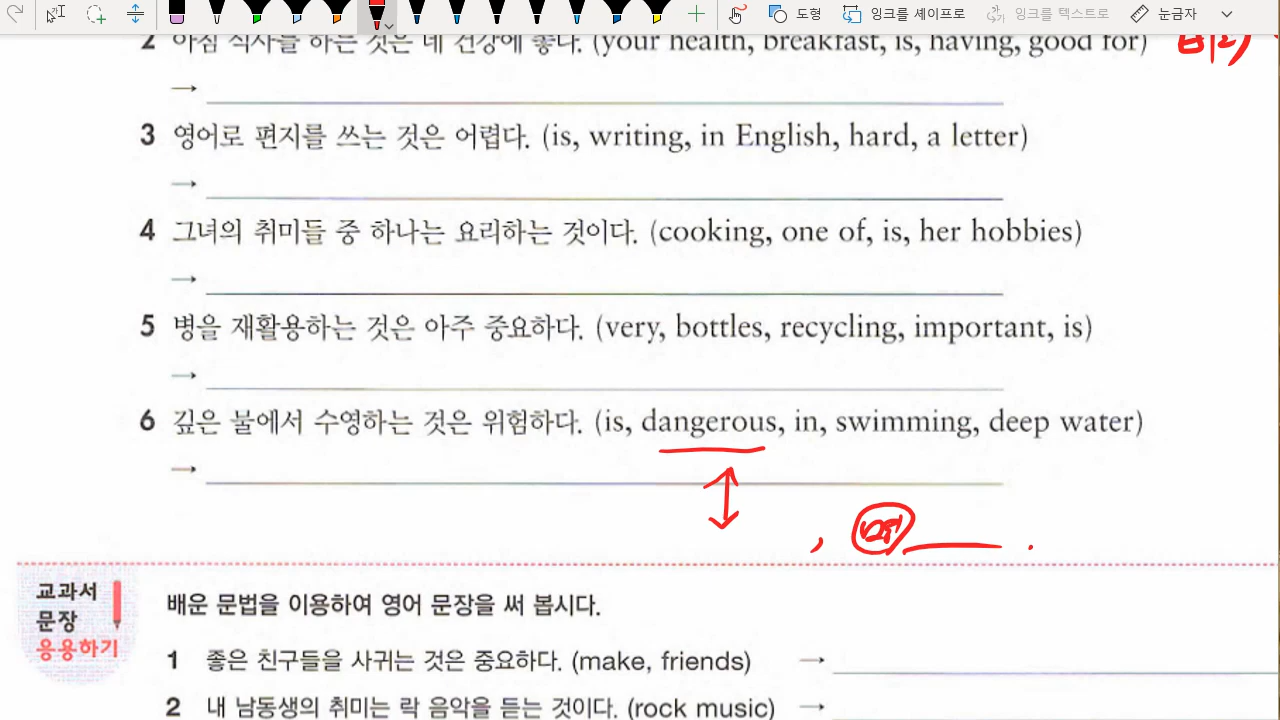 도형 잉크를 셰이프로 잉크를 텍스트로 눈금자
2 아침 식사를 하는 것은 네 건강에 좋다. (your health, breakfast, is, having, good for)
→
3 영어로 편지를 쓰는 것은 어렵다. (is, writing, in English, hard, a letter)
→
4 그녀의 취미들 중 하나는 요리하는 것이다. (cooking, one of, is, her hobbies)
→
5 병을 재활용하는 것은 아주 중요하다. (very, bottles, recycling, important, is)
→
6 깊은 물에서 수영하는 것은 위험하다. (is, dangerous, in, swimming, deep water)
→
교과서
문장
응용하기
배운 문법을 이용하여 영어 문장을 써 봅시다.
1 좋은 친구들을 사귀는 것은 중요하다. (make, friends) →
2 내 남동생의 취미는 락 음악을 듣는 것이다. (rock music) →